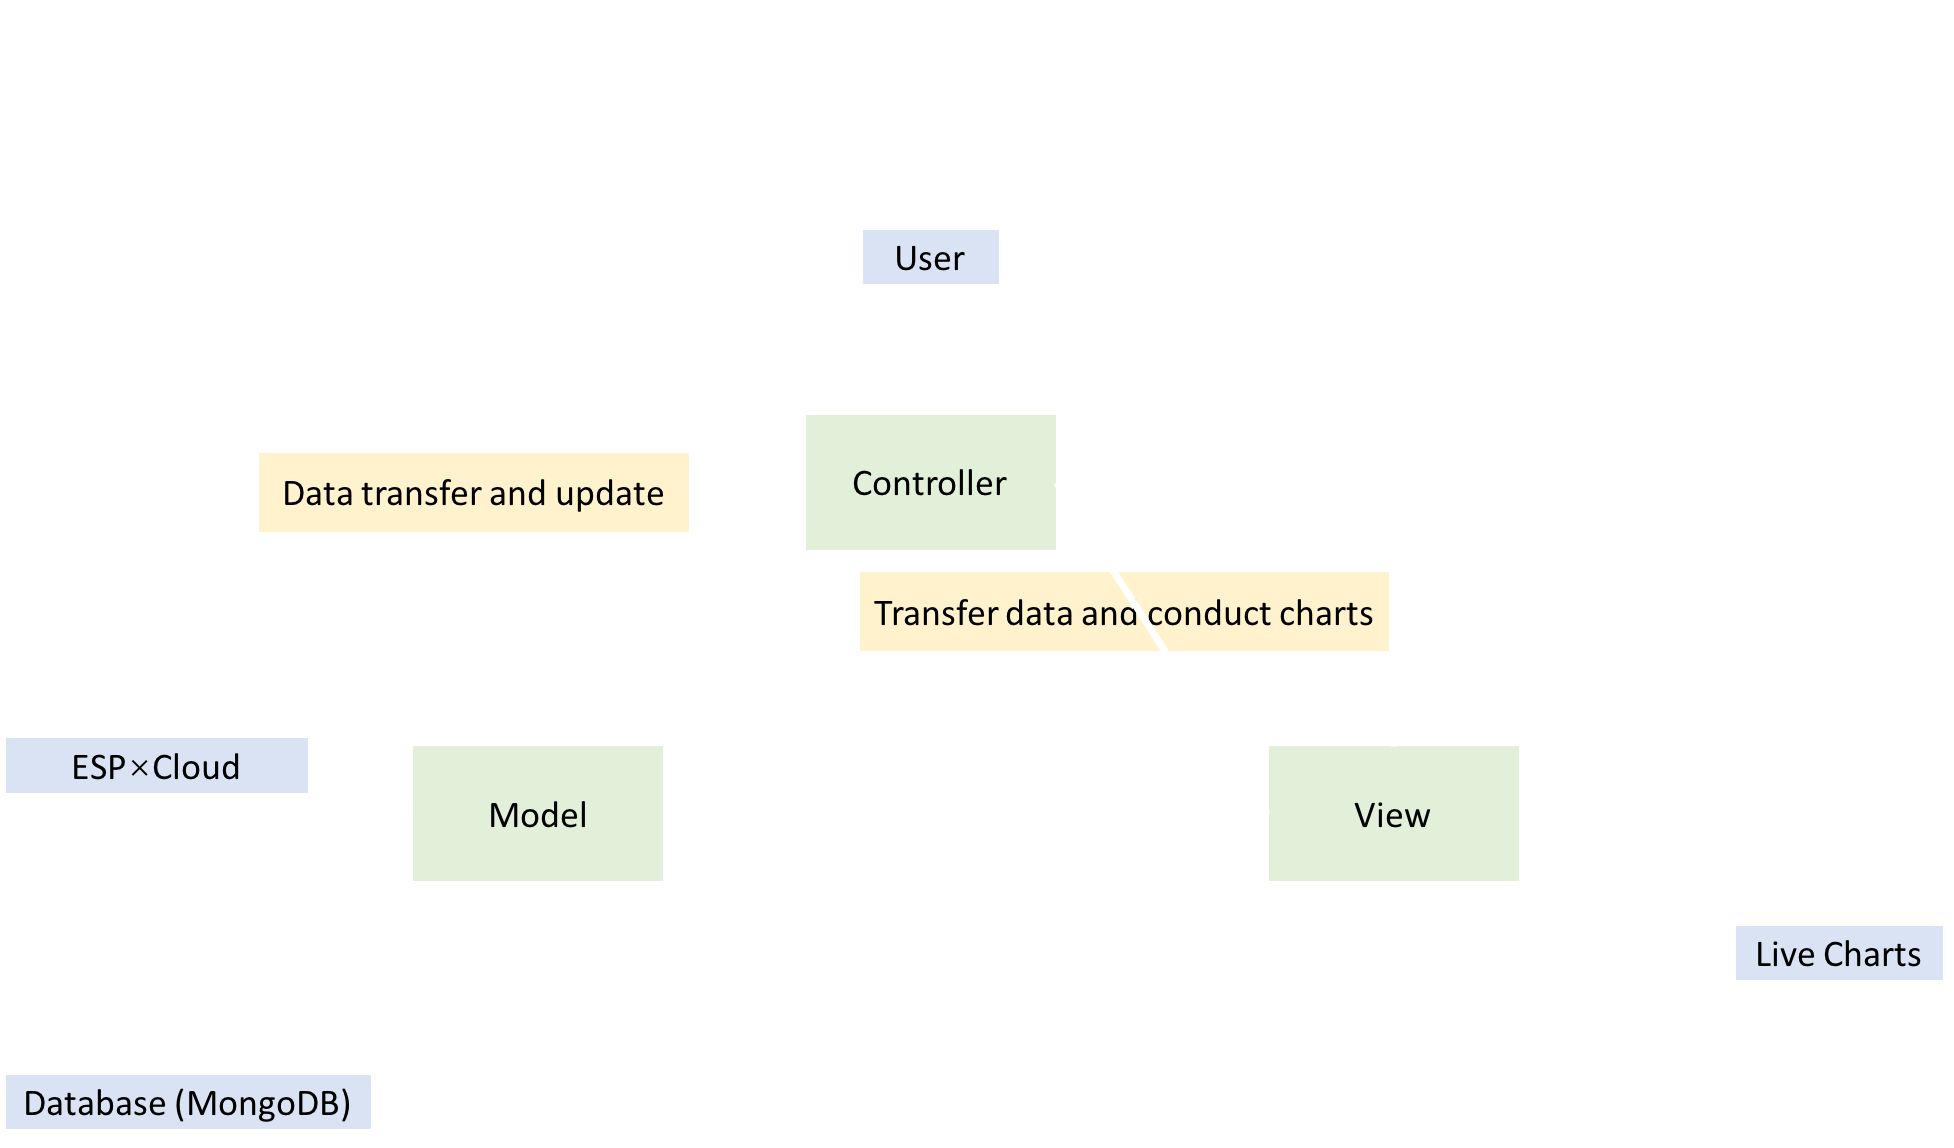 User
Controller
Data transfer and update
Transfer data and conduct charts
ESP×Cloud
Model
View
Live Charts
Database (MongoDB)